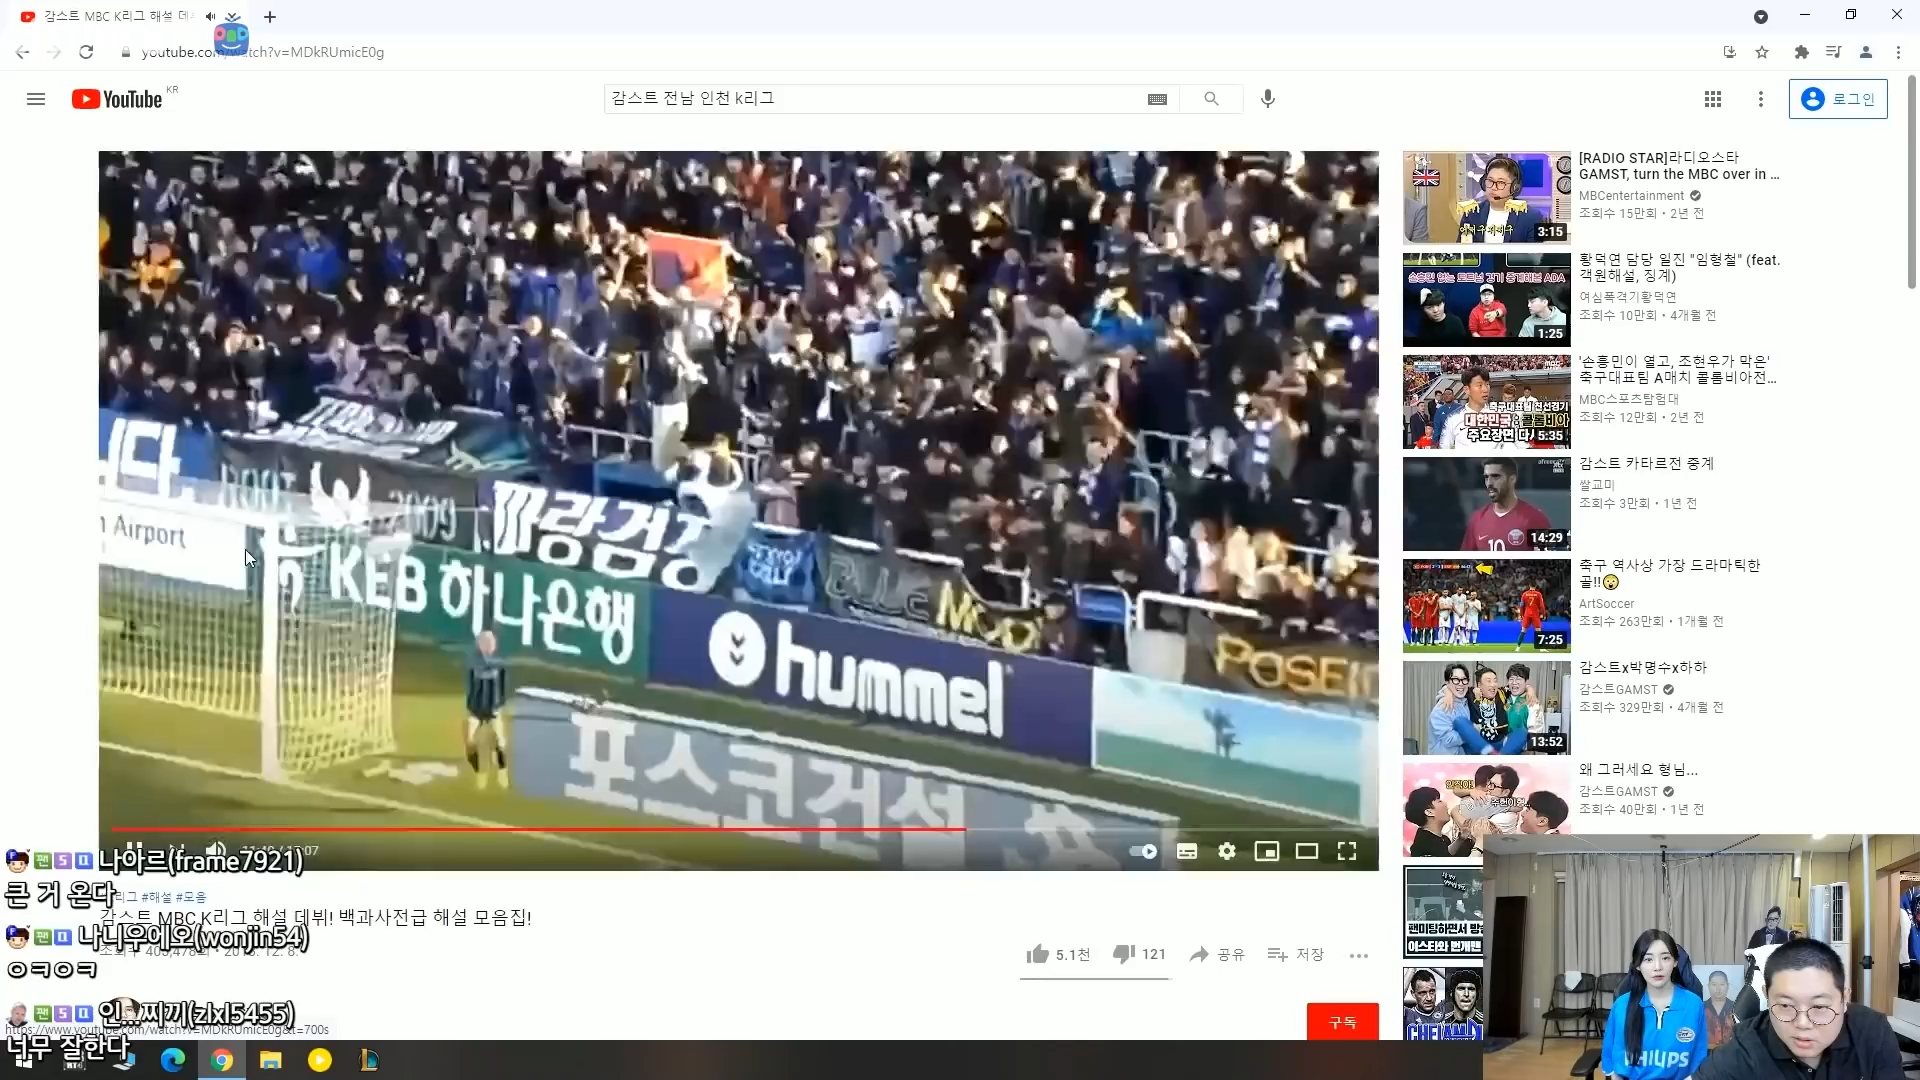 감스트 MBC K리그 해설 데
youtube.com/watch?v=MDkRUmicE0g
YouTube KR
감스트 전남 인천 k리그
로그인
Airport
2009
파랑검정
KEB 하나은행
hummel
포스코건설
POSEID
[RADIO STAR]라디오스타
GAMST, turn the MBC over in ...
MBCentertainment
조회수 15만회 • 2년 전
3:15
황덕연 담당 일진 "임형철" (feat.
객원해설, 징계)
여심폭격기황덕연
조회수 10만회 • 4개월 전
1:25
'손흥민이 열고, 조현우가 막은'
축구대표팀 A매치 콜롬비아전...
MBC스포츠탐험대
조회수 12만회 • 2년 전
5:35
감스트 카타르전 중계
쌀교미
조회수 3만회 • 1년 전
14:29
축구 역사상 가장 드라마틱한
골!!😲
ArtSoccer
조회수 263만회 • 1개월 전
7:25
감스트x박명수x하하
감스트GAMST
조회수 329만회 • 4개월 전
13:52
왜 그러세요 형님...
감스트GAMST
조회수 40만회 • 1년 전
나아르(frame7921)
큰 거 온다
나니우에오(wonjin54)
ㅇㅋㅇㅋ
인...찌끼(zlxl5455)
너무 잘한다
리그 #해설 #모음
감스트 MBC K리그 해설 데뷔! 백과사전급 해설 모음집!
5.1천
121
공유
저장
구독
https://www.youtube.com/watch?v=MDkRUmicE0g&t=700s
PHILIPS